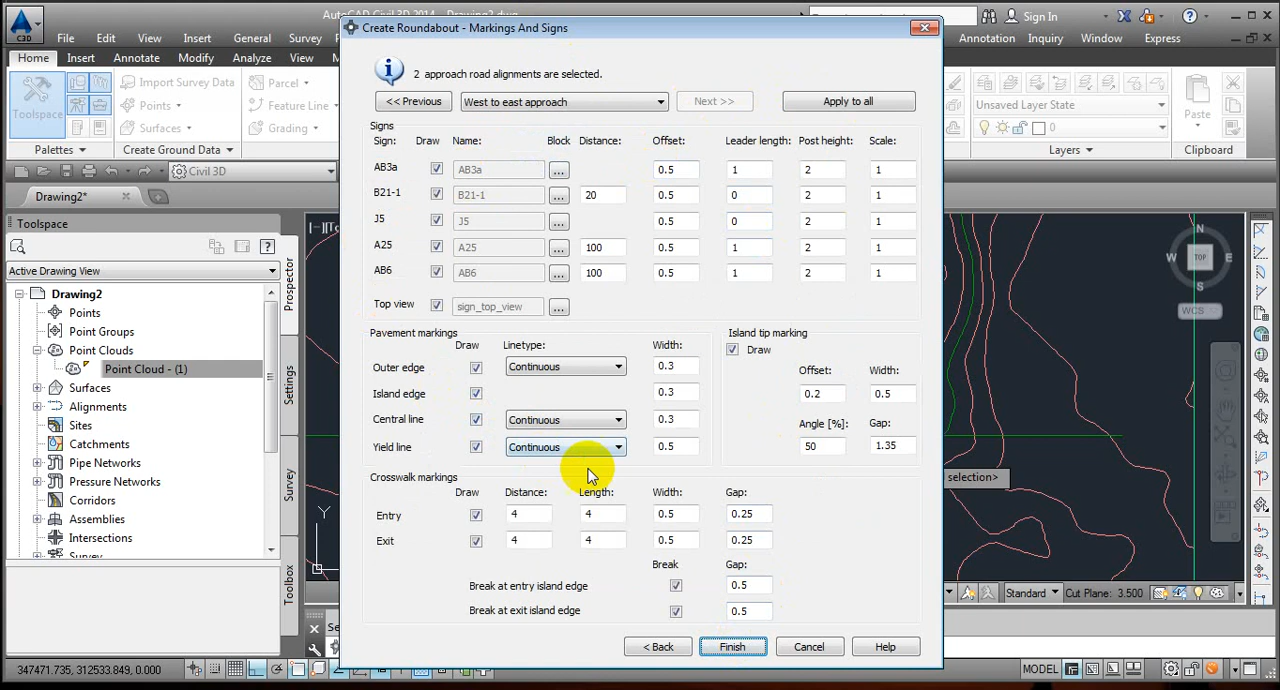 AutoCAD Civil 3D 2014 Drawing2.dwg
Create Roundabout - Markings And Signs
Sign In
C3D
File Edit View Insert General Survey
Annotation Inquiry Window Express
Home Insert Annotate Modify Analyze View
Toolspace
Import Survey Data
Points
Surfaces
Parcel
Feature Line
Grading
Palettes
Create Ground Data
Unsaved Layer State
0
Layers
Paste
Clipboard
Civil 3D
Drawing2*
Toolspace
Active Drawing View
Drawing2
Points
Point Groups
Point Clouds
Point Cloud - (1)
Surfaces
Alignments
Sites
Catchments
Pipe Networks
Pressure Networks
Corridors
Assemblies
Intersections
Survey
Prospector
Settings
Survey
Toolbox
2 approach road alignments are selected.
<< Previous
West to east approach
Next >>
Apply to all
Signs
Sign: Draw Name: Block Distance: Offset: Leader length: Post height: Scale:
AB3a AB3a ... 0.5 1 2 1
B21-1 B21-1 ... 20 0.5 0 2 1
J5 J5 ... 0.5 0 2 1
A25 A25 ... 100 0.5 1 2 1
AB6 AB6 ... 100 0.5 1 2 1
Top view sign_top_view ...
Pavement markings
Draw Linetype: Width:
Outer edge Continuous 0.3
Island edge 0.3
Central line Continuous 0.3
Yield line Continuous 0.5
Island tip marking
Draw
Offset: Width:
0.2 0.5
Angle [%]: Gap:
50 1.35
Crosswalk markings
Draw Distance: Length: Width: Gap:
Entry 4 4 0.5 0.25
Exit 4 4 0.5 0.25
Break Gap:
Break at entry island edge 0.5
Break at exit island edge 0.5
< Back
Finish
Cancel
Help
N
W TOP E
S
WCS
selection>
Y
Standard
Cut Plane: 3.500
347471.735, 312533.849, 0.000
MODEL